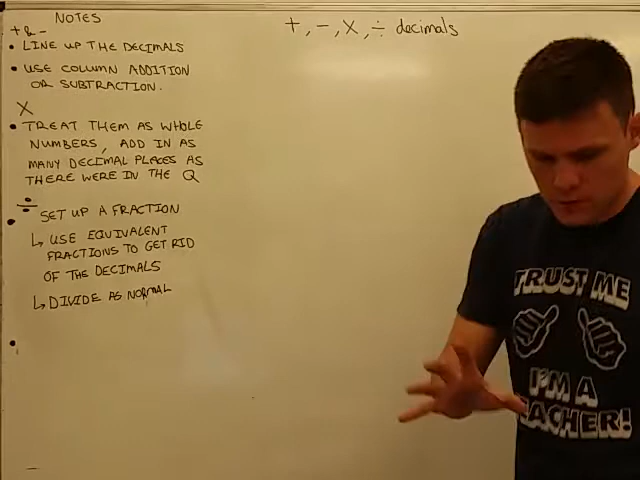 NOTES
+ & -
• LINE UP THE DECIMALS
• USE COLUMN ADDITION
OR SUBTRACTION.
X
• TREAT THEM AS WHOLE
NUMBERS, ADD IN AS
MANY DECIMAL PLACES AS
THERE WERE IN THE Q
÷
• SET UP A FRACTION
↳ USE EQUIVALENT
FRACTIONS TO GET RID
OF THE DECIMALS
↳ DIVIDE AS NORMAL
•
+, -, X, ÷ decimals
TRUST ME
I'M A
TEACHER!